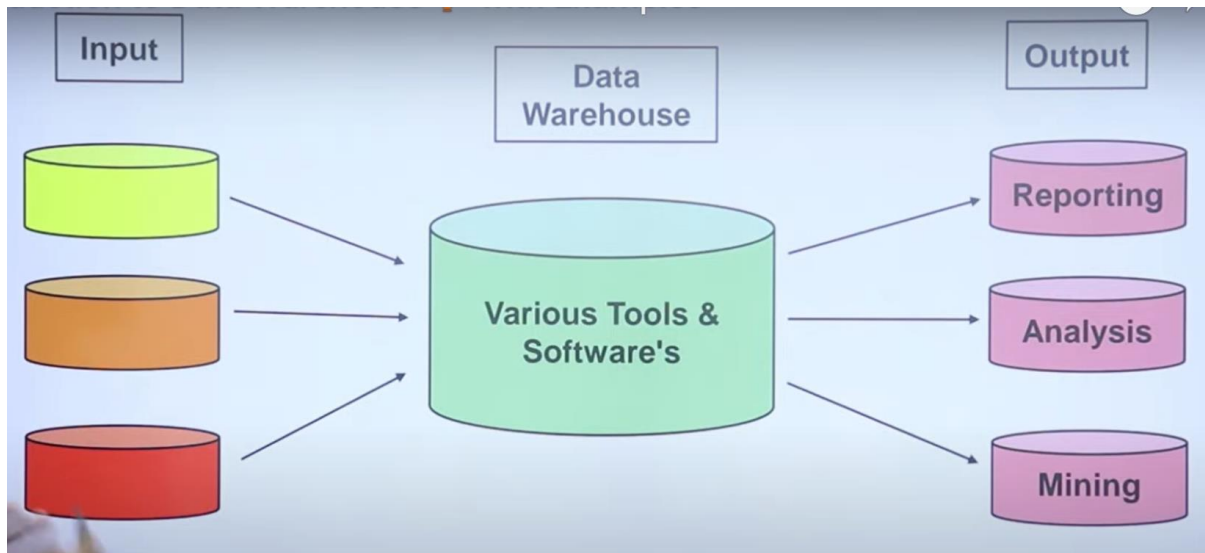 Input
Data
Warehouse
Output
Various Tools &
Software's
Reporting
Analysis
Mining